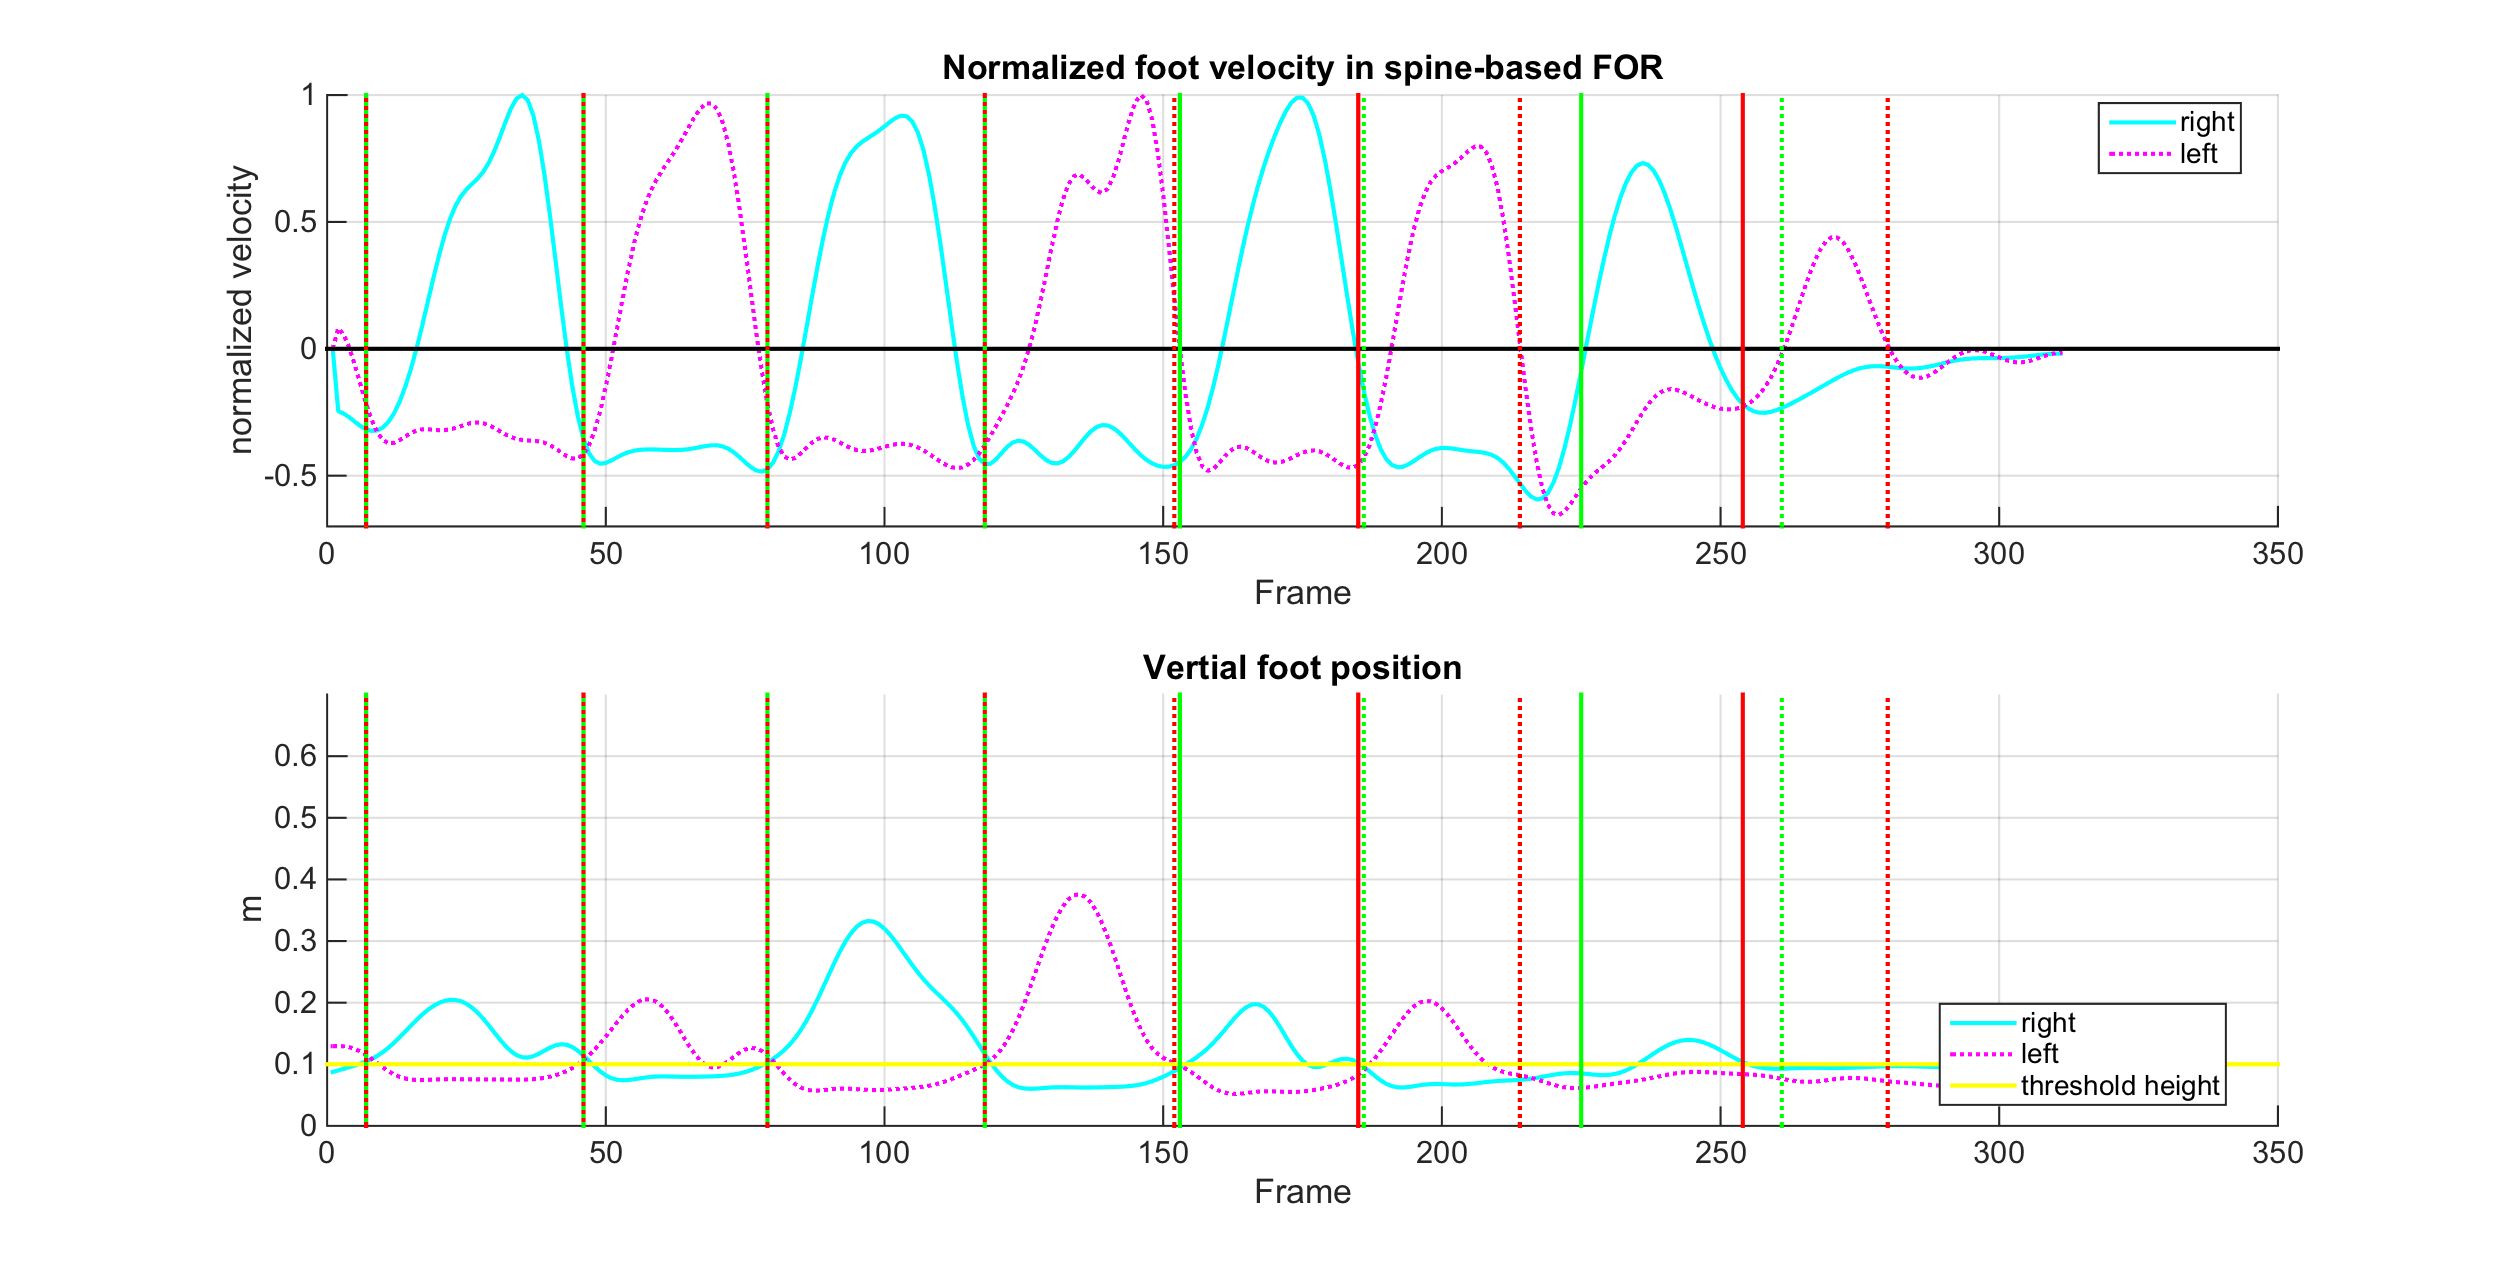 Normalized foot velocity in spine-based FOR
1
0.5
0
-0.5
normalized velocity
right
left
0 50 100 150 200 250 300 350
Frame
Vertial foot position
0.6
0.5
0.4
0.3
0.2
0.1
0
m
right
left
threshold height
0 50 100 150 200 250 300 350
Frame